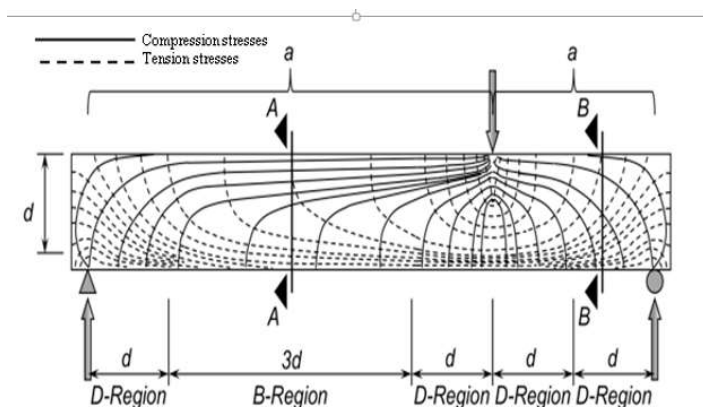 Compression stresses
Tension stresses
a
a
A
B
d
A
B
d
3d
d
d
d
D-Region
B-Region
D-Region
D-Region
D-Region